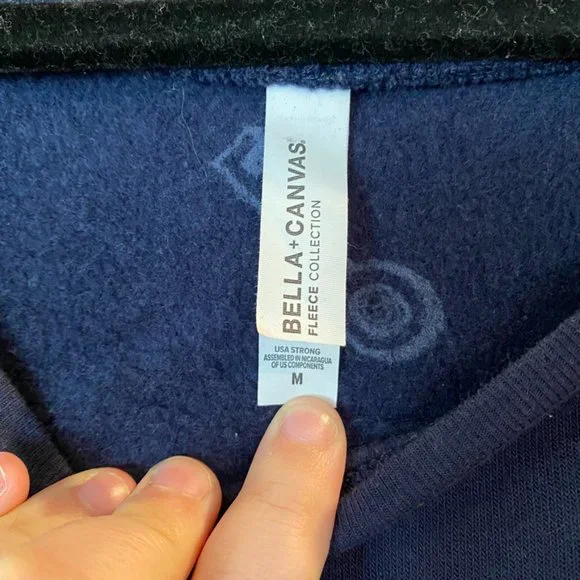 BELLA+CANVAS.
FLEECE COLLECTION
USA STRONG
ASSEMBLED IN NICARAGUA
OF US COMPONENTS
M